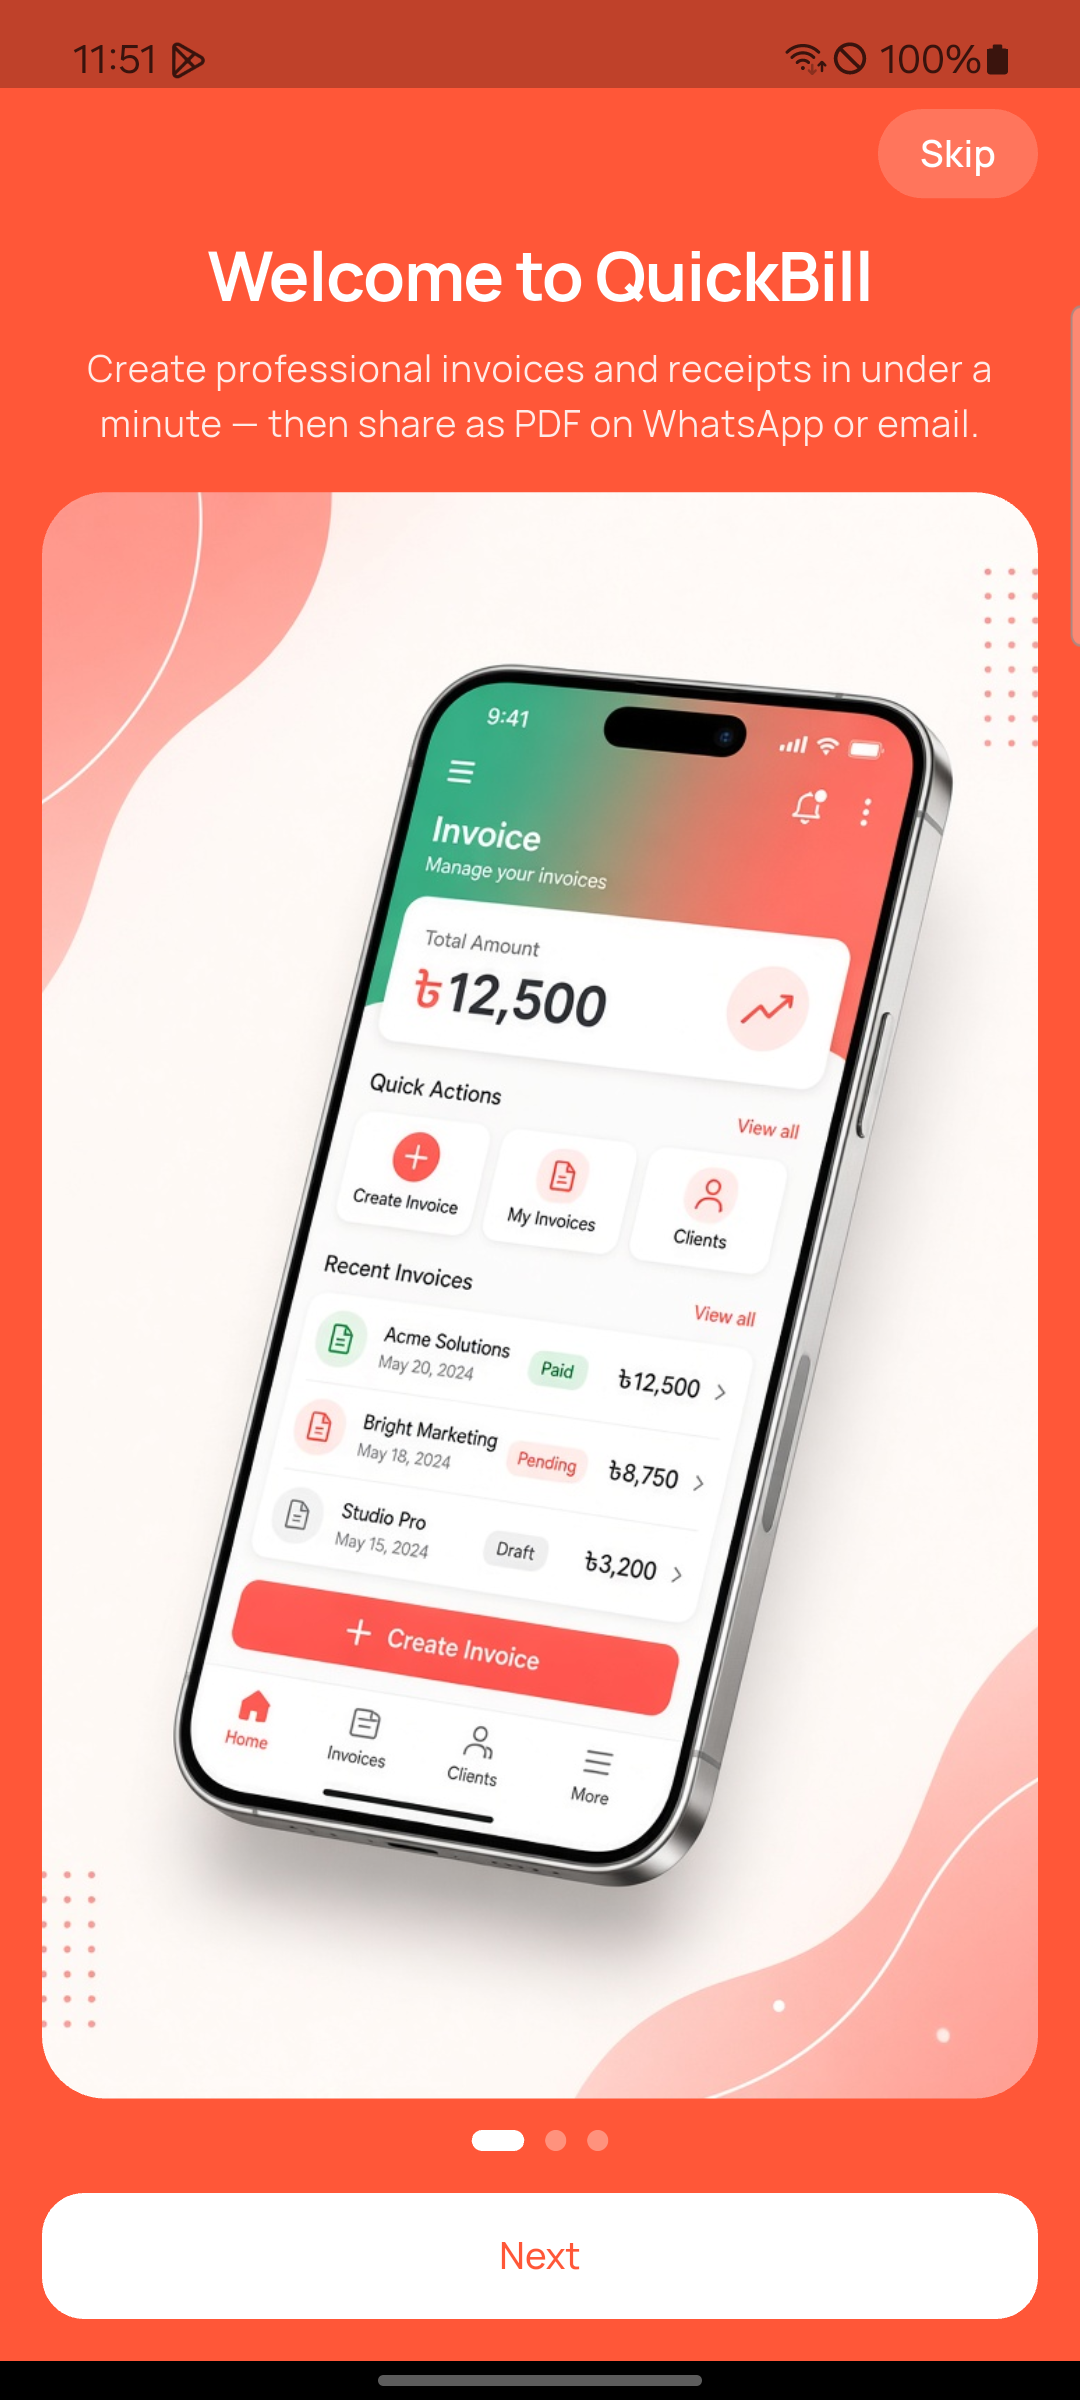 11:51
100%
Skip
Welcome to QuickBill
Create professional invoices and receipts in under a
minute — then share as PDF on WhatsApp or email.
9:41
Invoice
Manage your invoices
Total Amount
৳12,500
Quick Actions
View all
Create Invoice
My Invoices
Clients
Recent Invoices
View all
Acme Solutions
May 20, 2024
Paid
৳12,500
Bright Marketing
May 18, 2024
Pending
৳8,750
Studio Pro
May 15, 2024
Draft
৳3,200
Create Invoice
Home
Invoices
Clients
More
Next